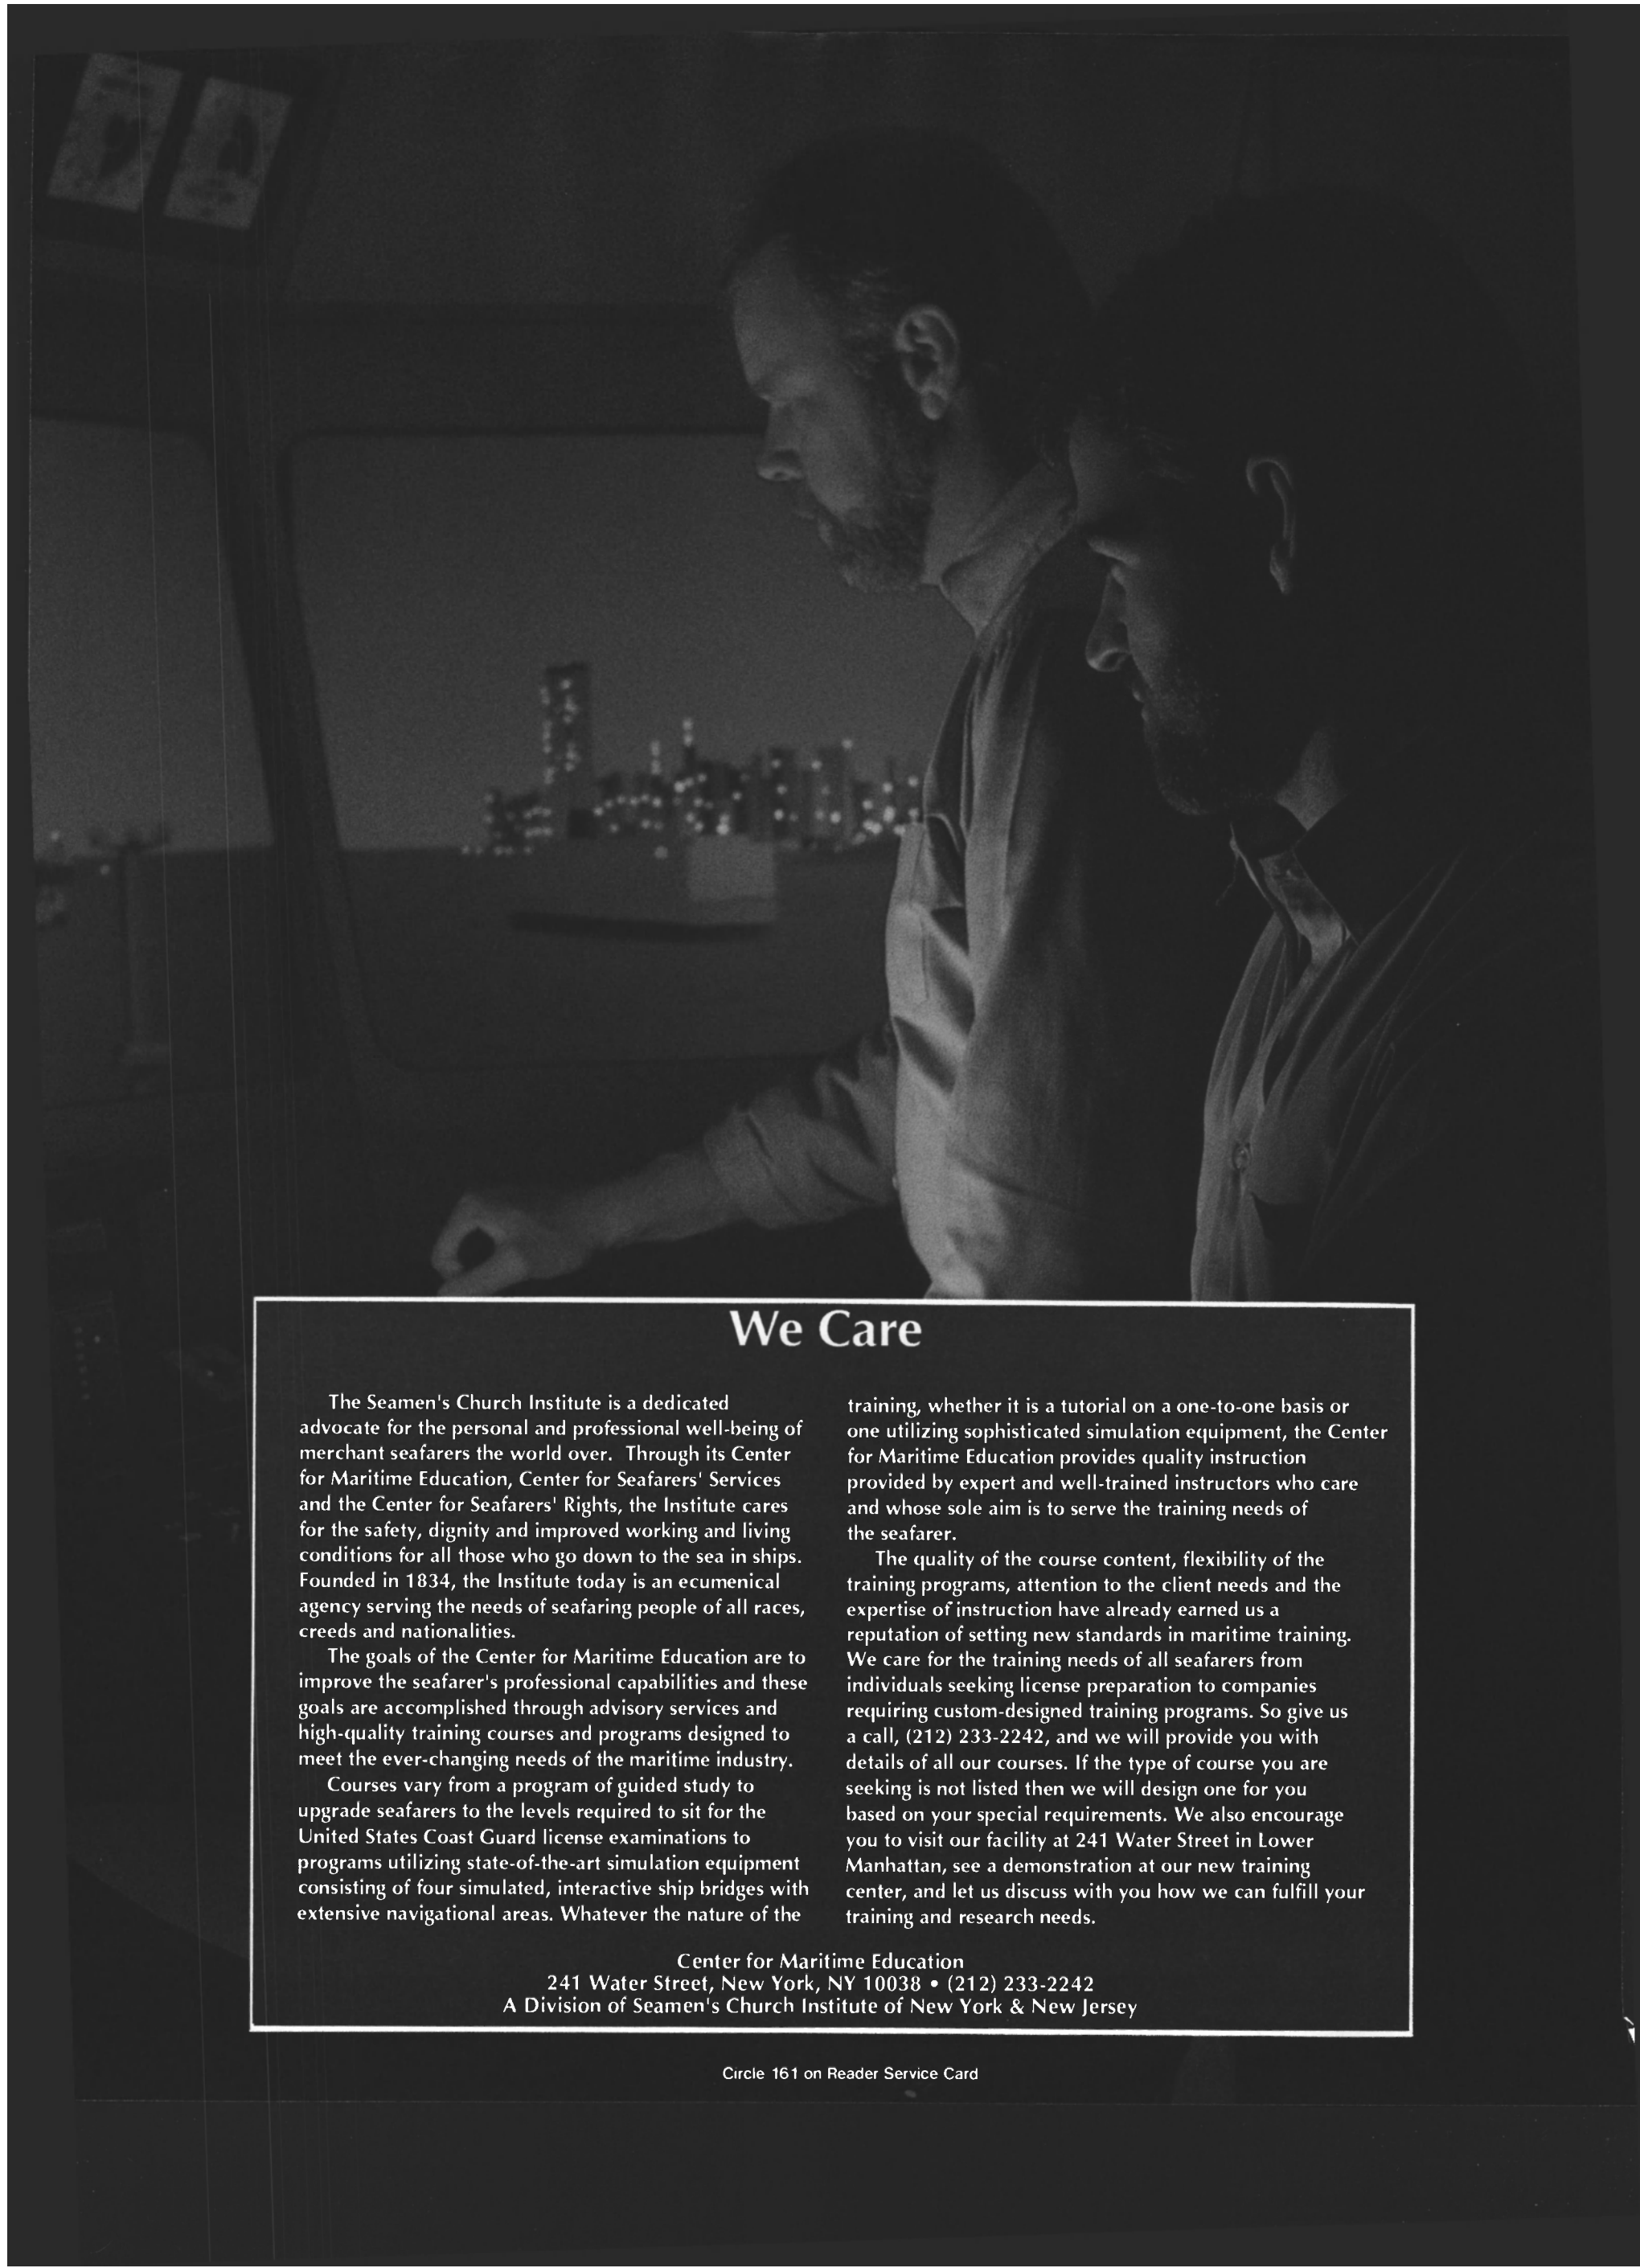 We Care
The Seamen's Church Institute is a dedicated
advocate for the personal and professional well-being of
merchant seafarers the world over. Through its Center
for Maritime Education, Center for Seafarers' Services
and the Center for Seafarers' Rights, the Institute cares
for the safety, dignity and improved working and living
conditions for all those who go down to the sea in ships.
Founded in 1834, the Institute today is an ecumenical
agency serving the needs of seafaring people of all races,
creeds and nationalities.
The goals of the Center for Maritime Education are to
improve the seafarer's professional capabilities and these
goals are accomplished through advisory services and
high-quality training courses and programs designed to
meet the ever-changing needs of the maritime industry.
Courses vary from a program of guided study to
upgrade seafarers to the levels required to sit for the
United States Coast Guard license examinations to
programs utilizing state-of-the-art simulation equipment
consisting of four simulated, interactive ship bridges with
extensive navigational areas. Whatever the nature of the
training, whether it is a tutorial on a one-to-one basis or
one utilizing sophisticated simulation equipment, the Center
for Maritime Education provides quality instruction
provided by expert and well-trained instructors who care
and whose sole aim is to serve the training needs of
the seafarer.
The quality of the course content, flexibility of the
training programs, attention to the client needs and the
expertise of instruction have already earned us a
reputation of setting new standards in maritime training.
We care for the training needs of all seafarers from
individuals seeking license preparation to companies
requiring custom-designed training programs. So give us
a call, (212) 233-2242, and we will provide you with
details of all our courses. If the type of course you are
seeking is not listed then we will design one for you
based on your special requirements. We also encourage
you to visit our facility at 241 Water Street in Lower
Manhattan, see a demonstration at our new training
center, and let us discuss with you how we can fulfill your
training and research needs.
Center for Maritime Education
241 Water Street, New York, NY 10038 • (212) 233-2242
A Division of Seamen's Church Institute of New York & New Jersey
Circle 161 on Reader Service Card